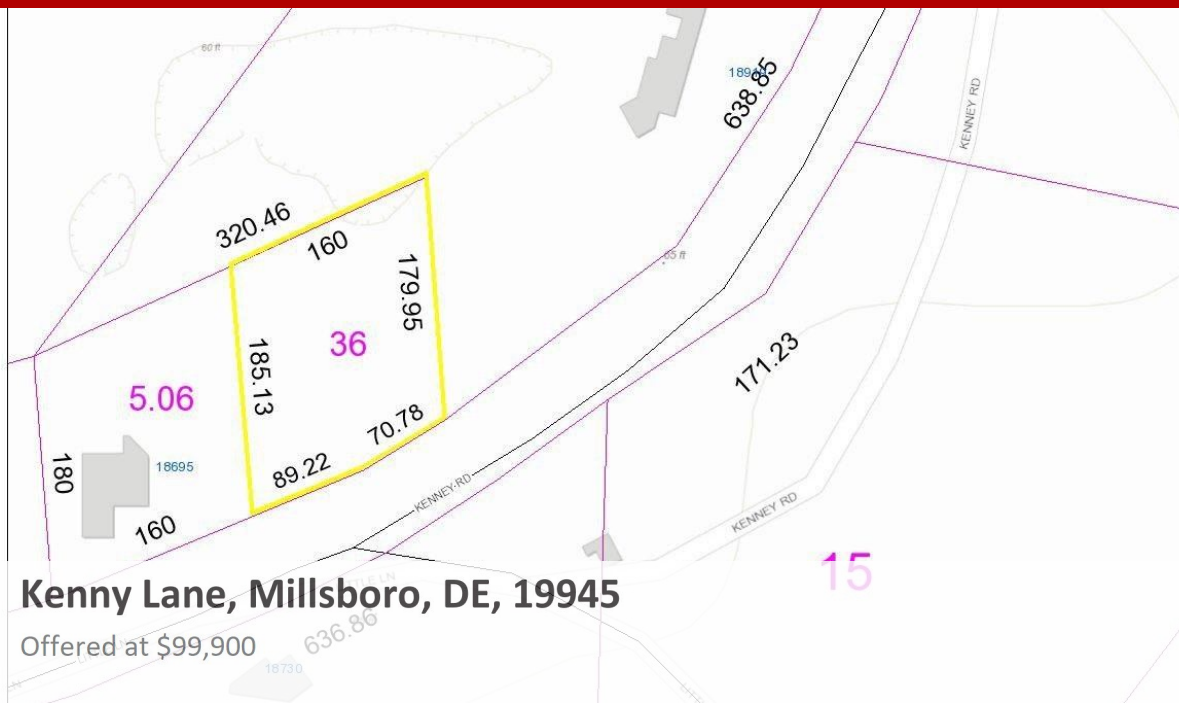 60 ft
638.85
KENNEY RD
320.46
160
179.95
65 ft
36
185.13
171.23
5.06
70.78
89.22
18695
180
160
KENNEY RD
KENNEY RD
15
Kenny Lane, Millsboro, DE, 19945
636.86
Offered at $99,900
18730